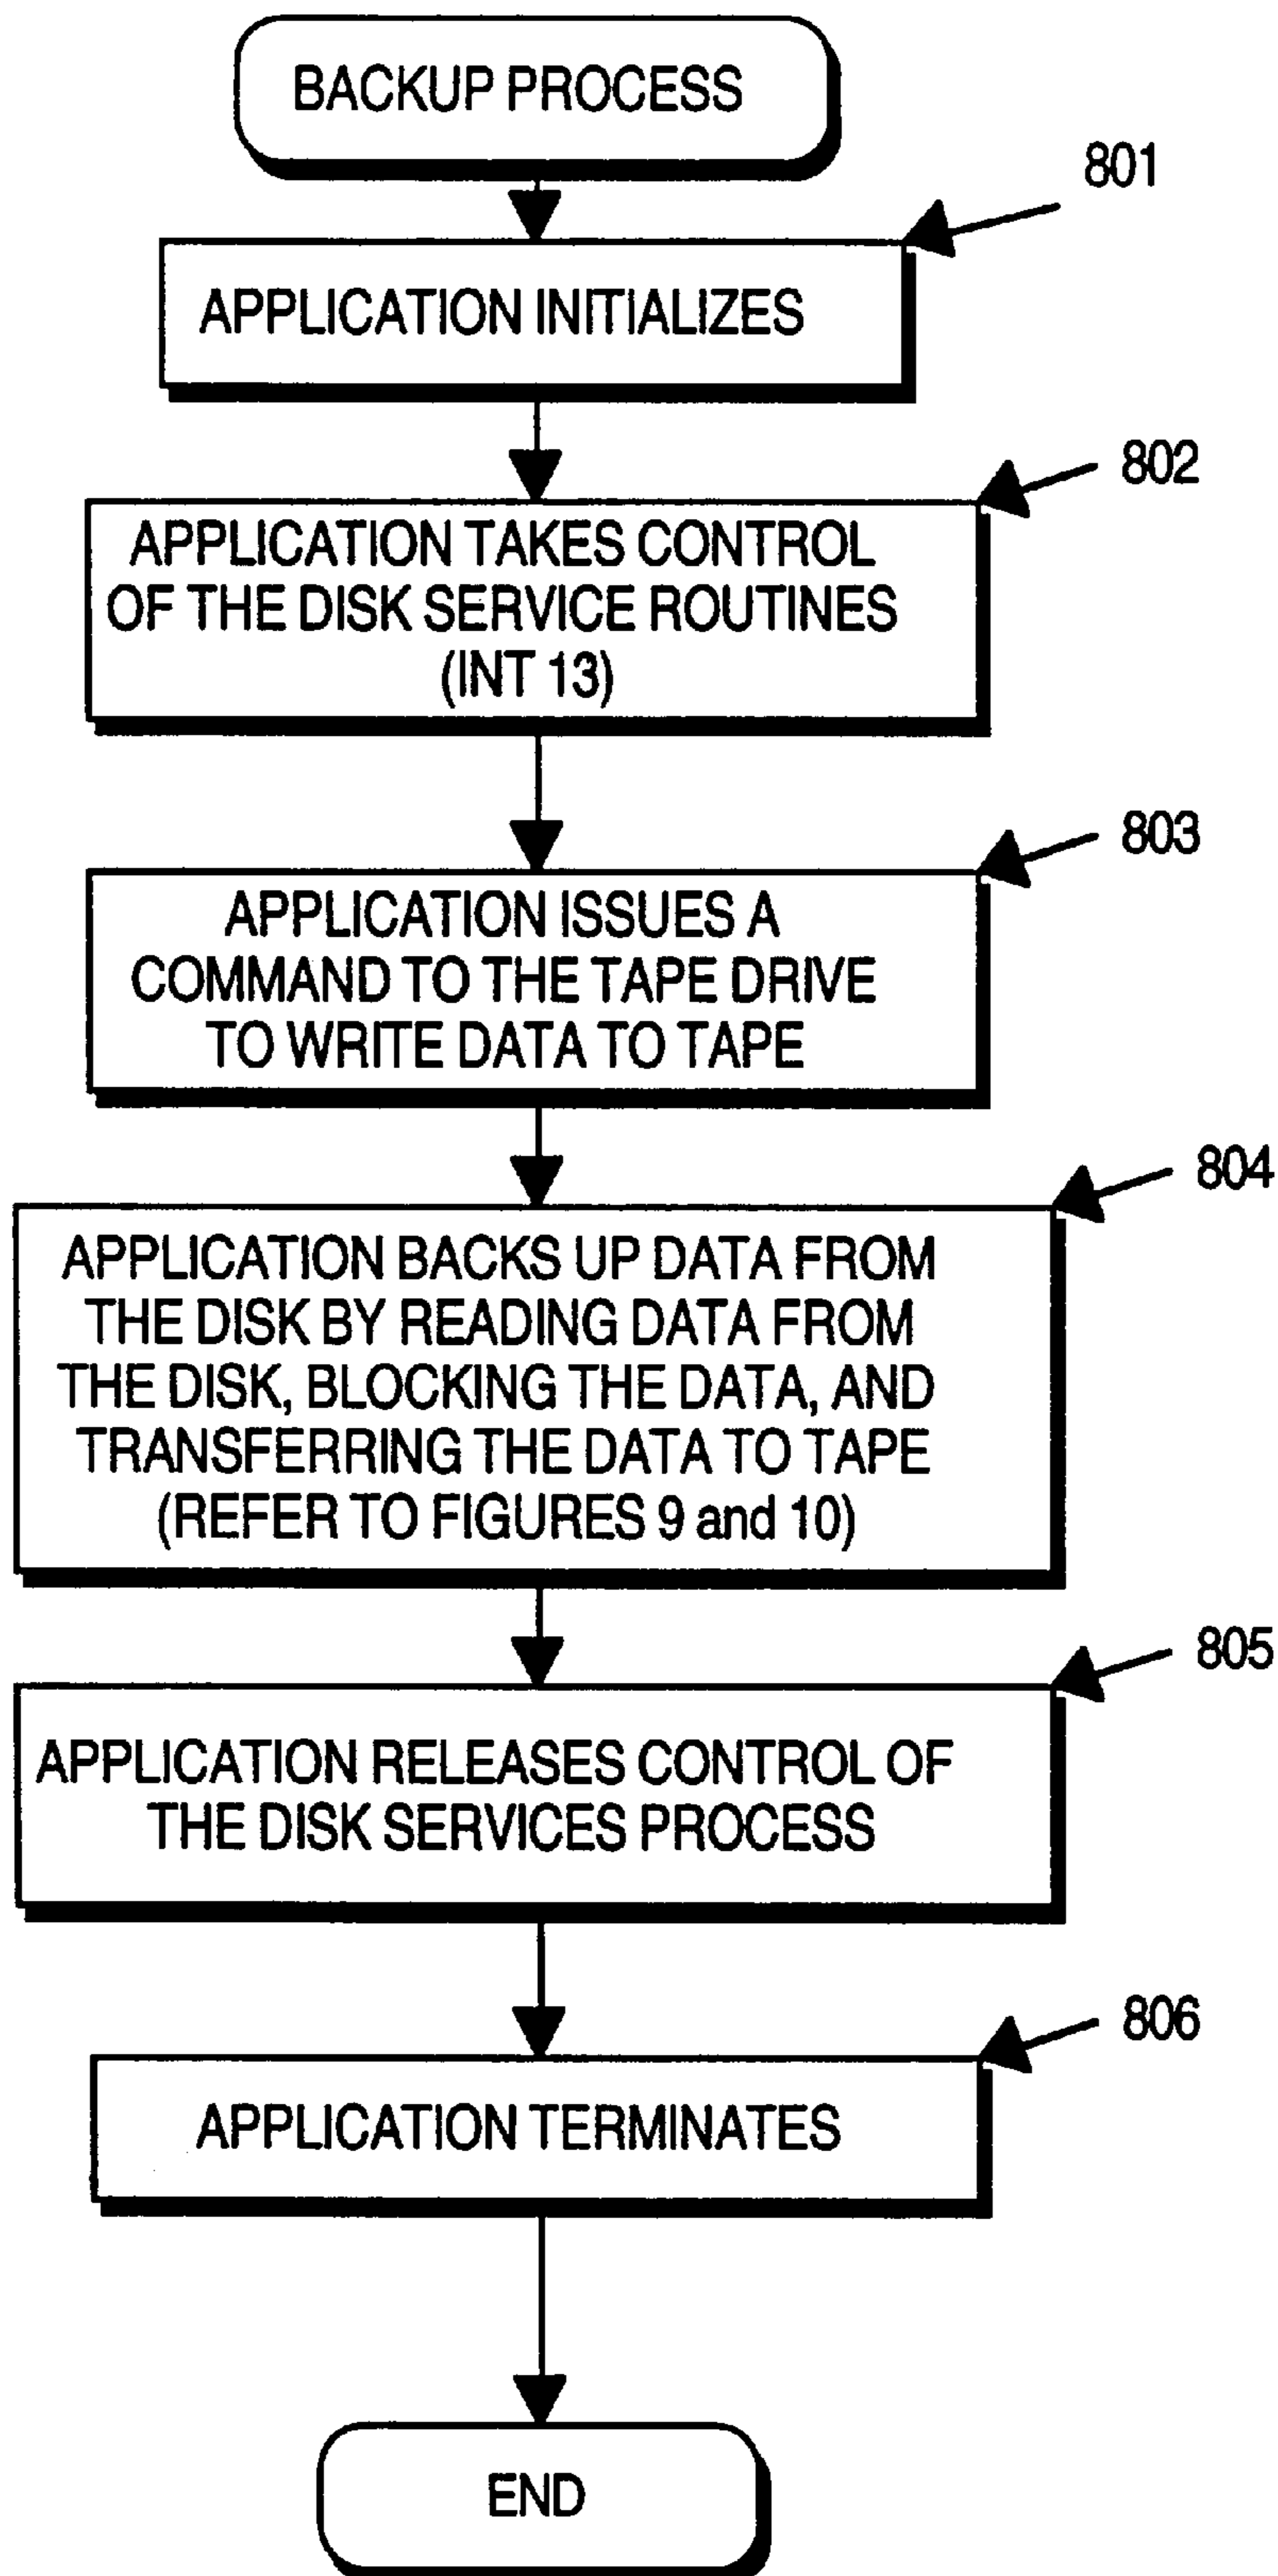 BACKUP PROCESS
801
APPLICATION INITIALIZES
802
APPLICATION TAKES CONTROL
OF THE DISK SERVICE ROUTINES
(INT 13)
803
APPLICATION ISSUES A
COMMAND TO THE TAPE DRIVE
TO WRITE DATA TO TAPE
804
APPLICATION BACKS UP DATA FROM
THE DISK BY READING DATA FROM
THE DISK, BLOCKING THE DATA, AND
TRANSFERRING THE DATA TO TAPE
(REFER TO FIGURES 9 and 10)
805
APPLICATION RELEASES CONTROL OF
THE DISK SERVICES PROCESS
806
APPLICATION TERMINATES
END